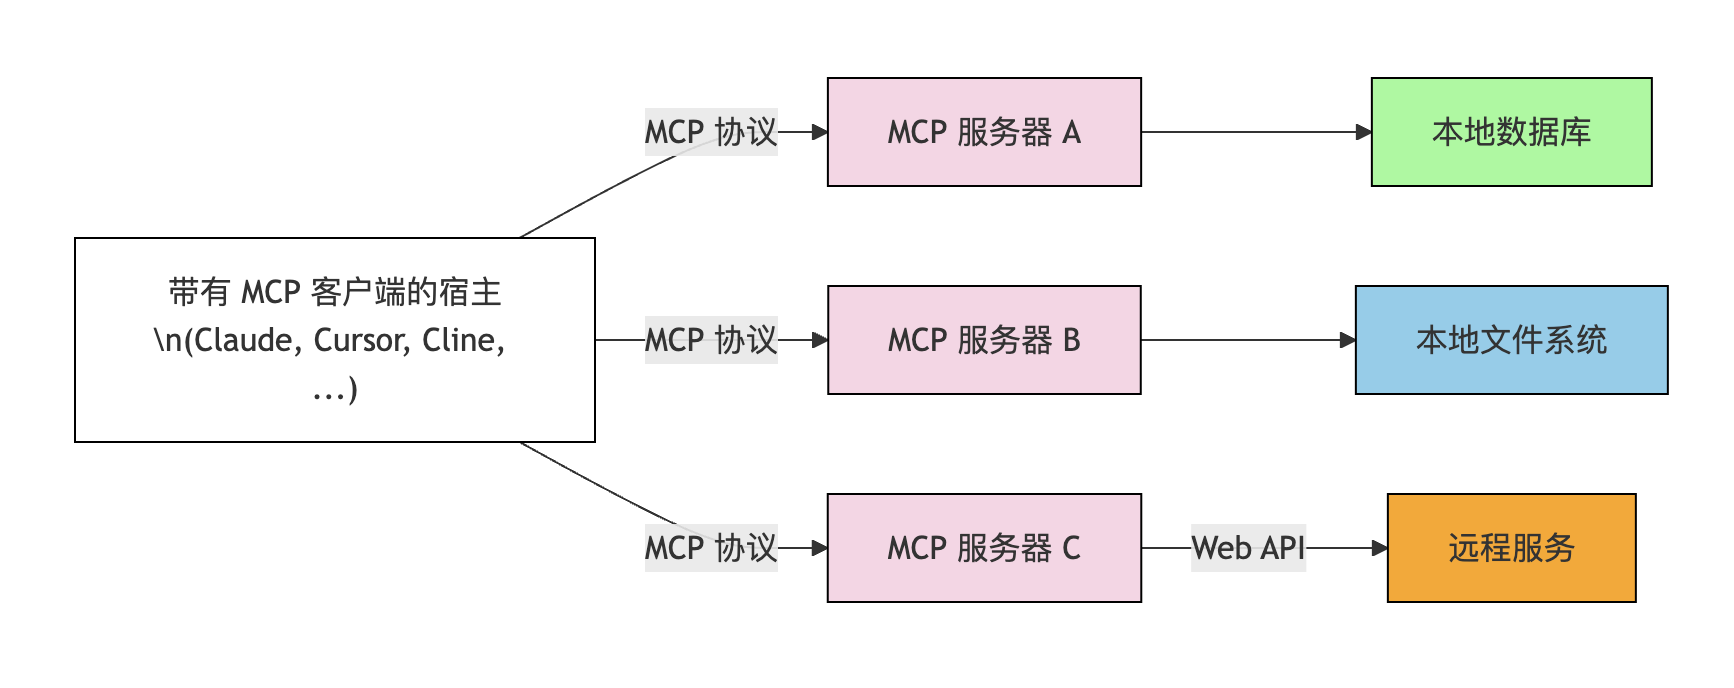 MCP 协议
MCP 服务器 A
本地数据库
带有 MCP 客户端的宿主
\n(Claude, Cursor, Cline,
...)
MCP 协议
MCP 服务器 B
本地文件系统
MCP 协议
MCP 服务器 C
Web API
远程服务